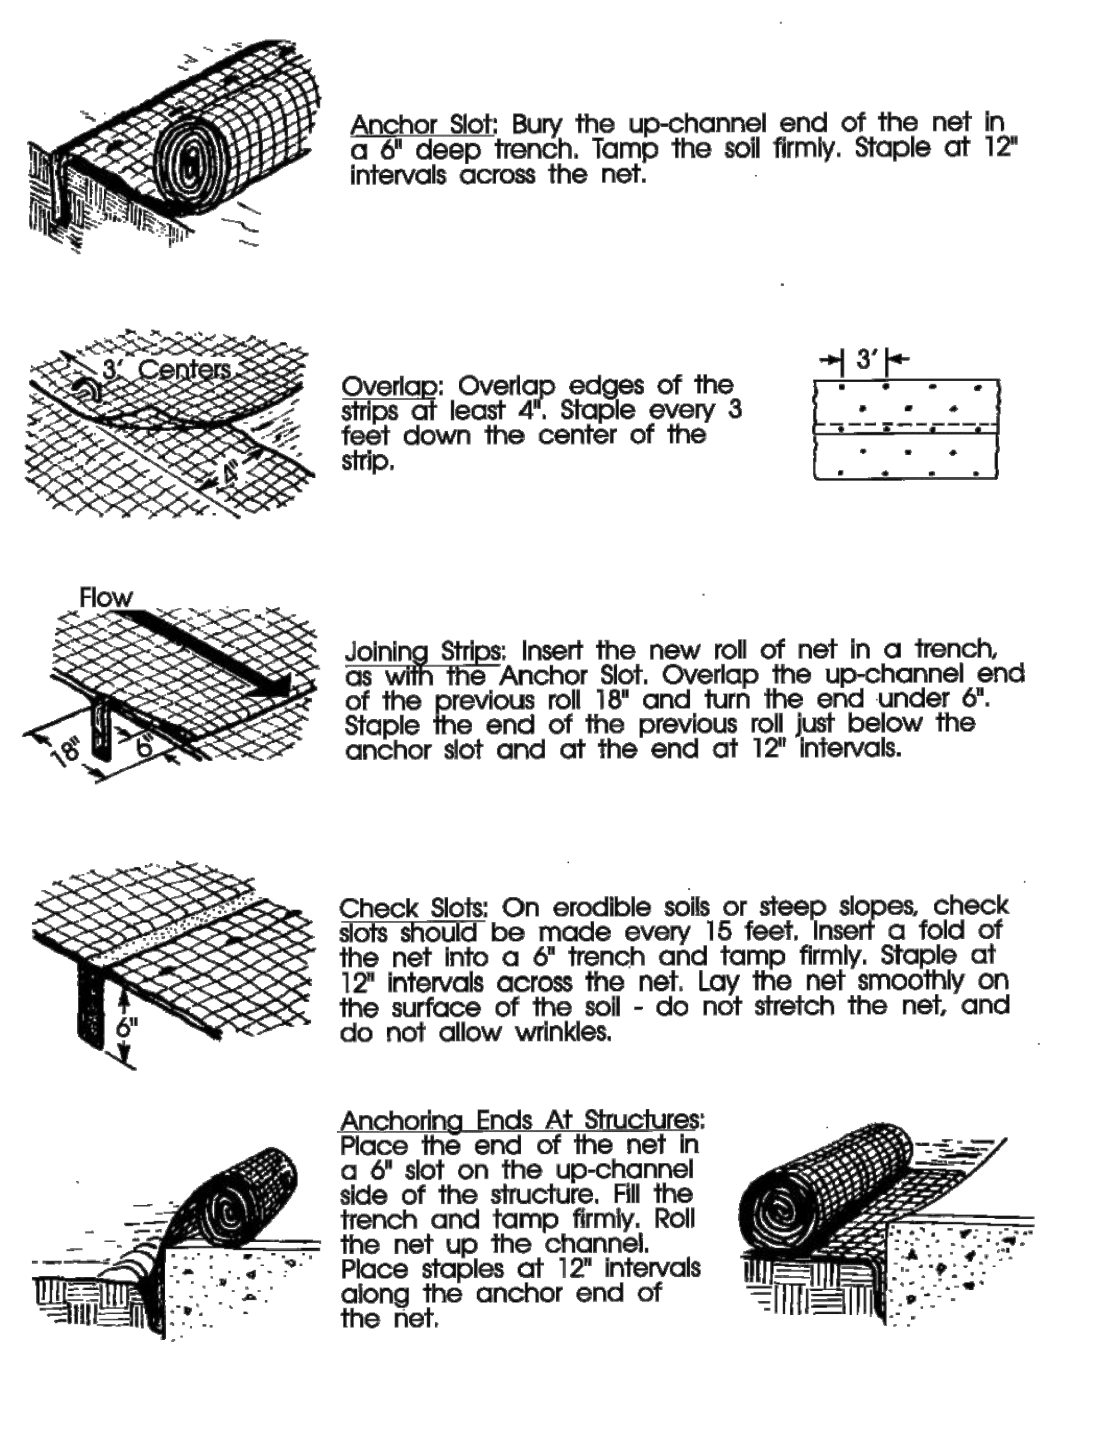 Anchor Slot: Bury the up-channel end of the net in
a 6" deep trench. Tamp the soil firmly. Staple at 12"
intervals across the net.
3' Centers
4"
Overlap: Overlap edges of the
strips at least 4". Staple every 3
feet down the center of the
strip.
3'
Flow
18"
6"
Joining Strips: Insert the new roll of net in a trench,
as with the Anchor Slot. Overlap the up-channel end
of the previous roll 18" and turn the end under 6".
Staple the end of the previous roll just below the
anchor slot and at the end at 12" intervals.
6"
Check Slots: On erodible soils or steep slopes, check
slots should be made every 15 feet. Insert a fold of
the net into a 6" trench and tamp firmly. Staple at
12" intervals across the net. Lay the net smoothly on
the surface of the soil - do not stretch the net, and
do not allow wrinkles.
Anchoring Ends At Structures:
Place the end of the net in
a 6" slot on the up-channel
side of the structure. Fill the
trench and tamp firmly. Roll
the net up the channel.
Place staples at 12" intervals
along the anchor end of
the net.